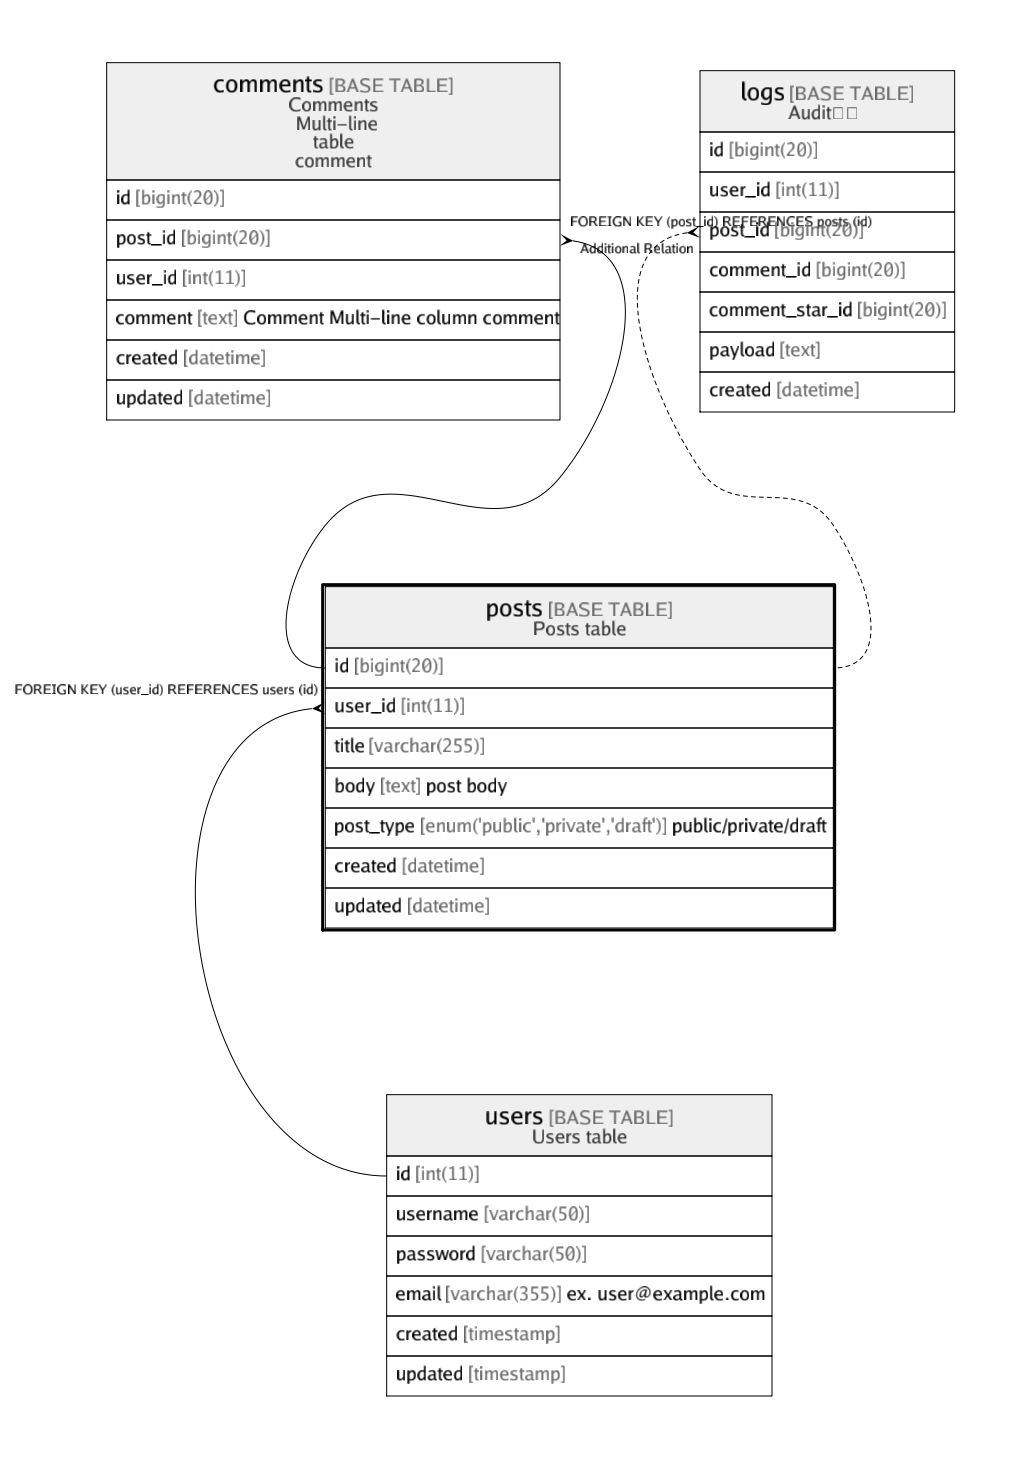 comments [BASE TABLE]
Comments
Multi-line
table
comment
id [bigint(20)]
post_id [bigint(20)]
user_id [int(11)]
comment [text] Comment Multi-line column comment
created [datetime]
updated [datetime]
logs [BASE TABLE]
Audit□□
id [bigint(20)]
user_id [int(11)]
post_id [bigint(20)]
comment_id [bigint(20)]
comment_star_id [bigint(20)]
payload [text]
created [datetime]
FOREIGN KEY (post_id) REFERENCES posts (id)
Additional Relation
posts [BASE TABLE]
Posts table
id [bigint(20)]
user_id [int(11)]
title [varchar(255)]
body [text] post body
post_type [enum('public','private','draft')] public/private/draft
created [datetime]
updated [datetime]
FOREIGN KEY (user_id) REFERENCES users (id)
users [BASE TABLE]
Users table
id [int(11)]
username [varchar(50)]
password [varchar(50)]
email [varchar(355)] ex. user@example.com
created [timestamp]
updated [timestamp]